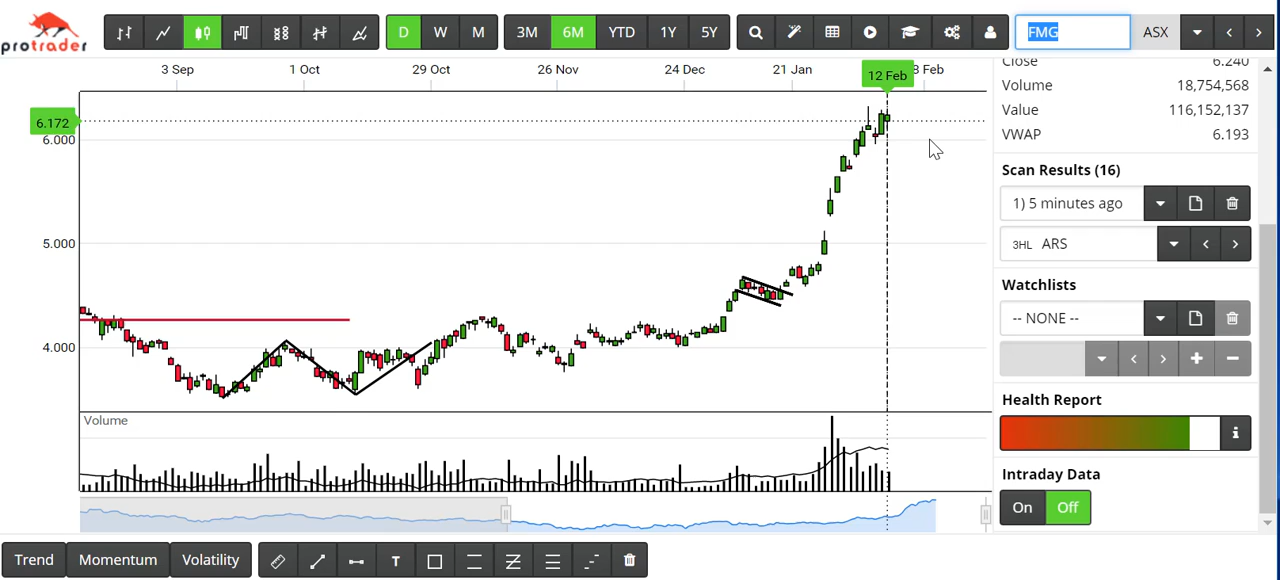 protrader
D W M 3M 6M YTD 1Y 5Y FMG ASX
3 Sep 1 Oct 29 Oct 26 Nov 24 Dec 21 Jan 12 Feb 8 Feb
6.172
6.000
5.000
4.000
Volume
Close 6.240
Volume 18,754,568
Value 116,152,137
VWAP 6.193
Scan Results (16)
1) 5 minutes ago
3HL ARS
Watchlists
-- NONE --
Health Report
i
Intraday Data
On Off
Trend Momentum Volatility T